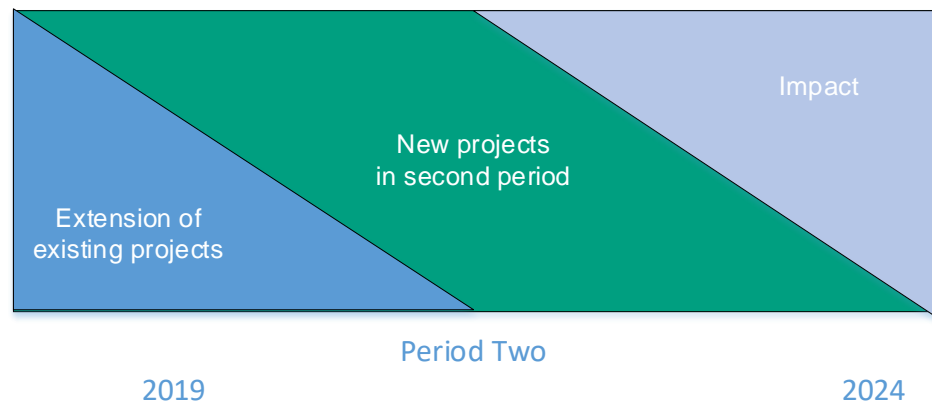 Impact
New projects
in second period
Extension of
existing projects
Period Two
2019
2024